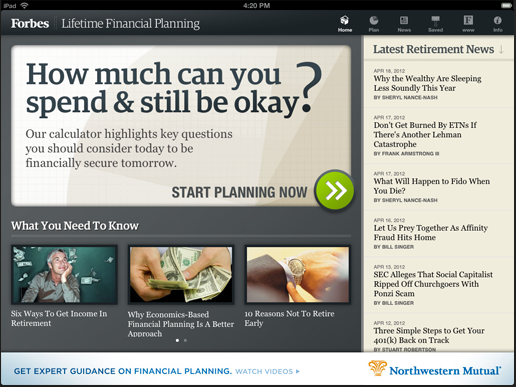 iPad
4:20 PM
Forbes Lifetime Financial Planning
Home
Plan
News
Saved
www
Info
How much can you
spend & still be okay?
Our calculator highlights key questions
you should consider today to be
financially secure tomorrow.
START PLANNING NOW
What You Need To Know
Six Ways To Get Income In
Retirement
Why Economics-Based
Financial Planning Is A Better
Approach
10 Reasons Not To Retire
Early
Latest Retirement News
APR 18, 2012
Why the Wealthy Are Sleeping
Less Soundly This Year
BY SHERYL NANCE-NASH
APR 17, 2012
Don't Get Burned By ETNs If
There's Another Lehman
Catastrophe
BY FRANK ARMSTRONG III
APR 17, 2012
What Will Happen to Fido When
You Die?
BY SHERYL NANCE-NASH
APR 16, 2012
Let Us Prey Together As Affinity
Fraud Hits Home
BY BILL SINGER
APR 13, 2012
SEC Alleges That Social Capitalist
Ripped Off Churchgoers With
Ponzi Scam
BY BILL SINGER
APR 13, 2012
Three Simple Steps to Get Your
401(k) Back on Track
BY STUART ROBERTSON
GET EXPERT GUIDANCE ON FINANCIAL PLANNING. WATCH VIDEOS
Northwestern Mutual